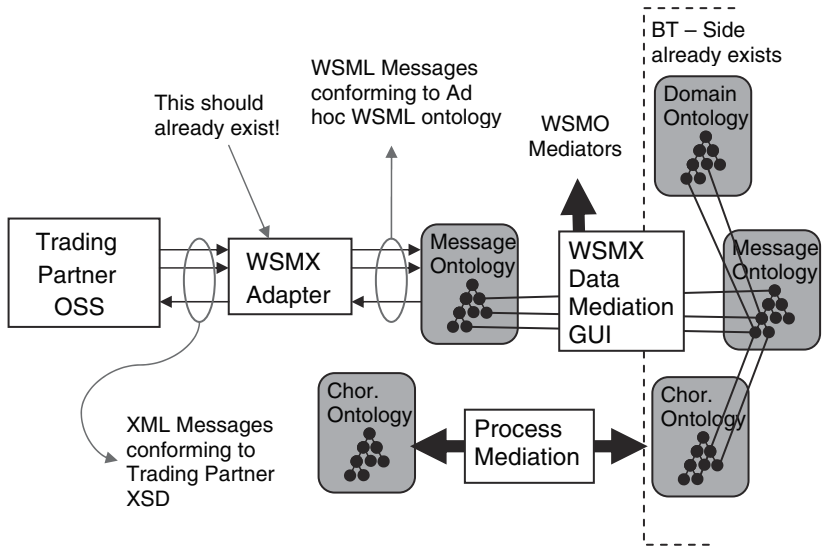 BT – Side
already exists
WSML Messages
conforming to Ad
hoc WSML ontology
This should
already exist!
WSMO
Mediators
Domain
Ontology
Trading
Partner
OSS
WSMX
Adapter
Message
Ontology
WSMX
Data
Mediation
GUI
Message
Ontology
Chor.
Ontology
Process
Mediation
Chor.
Ontology
XML Messages
conforming to
Trading Partner
XSD